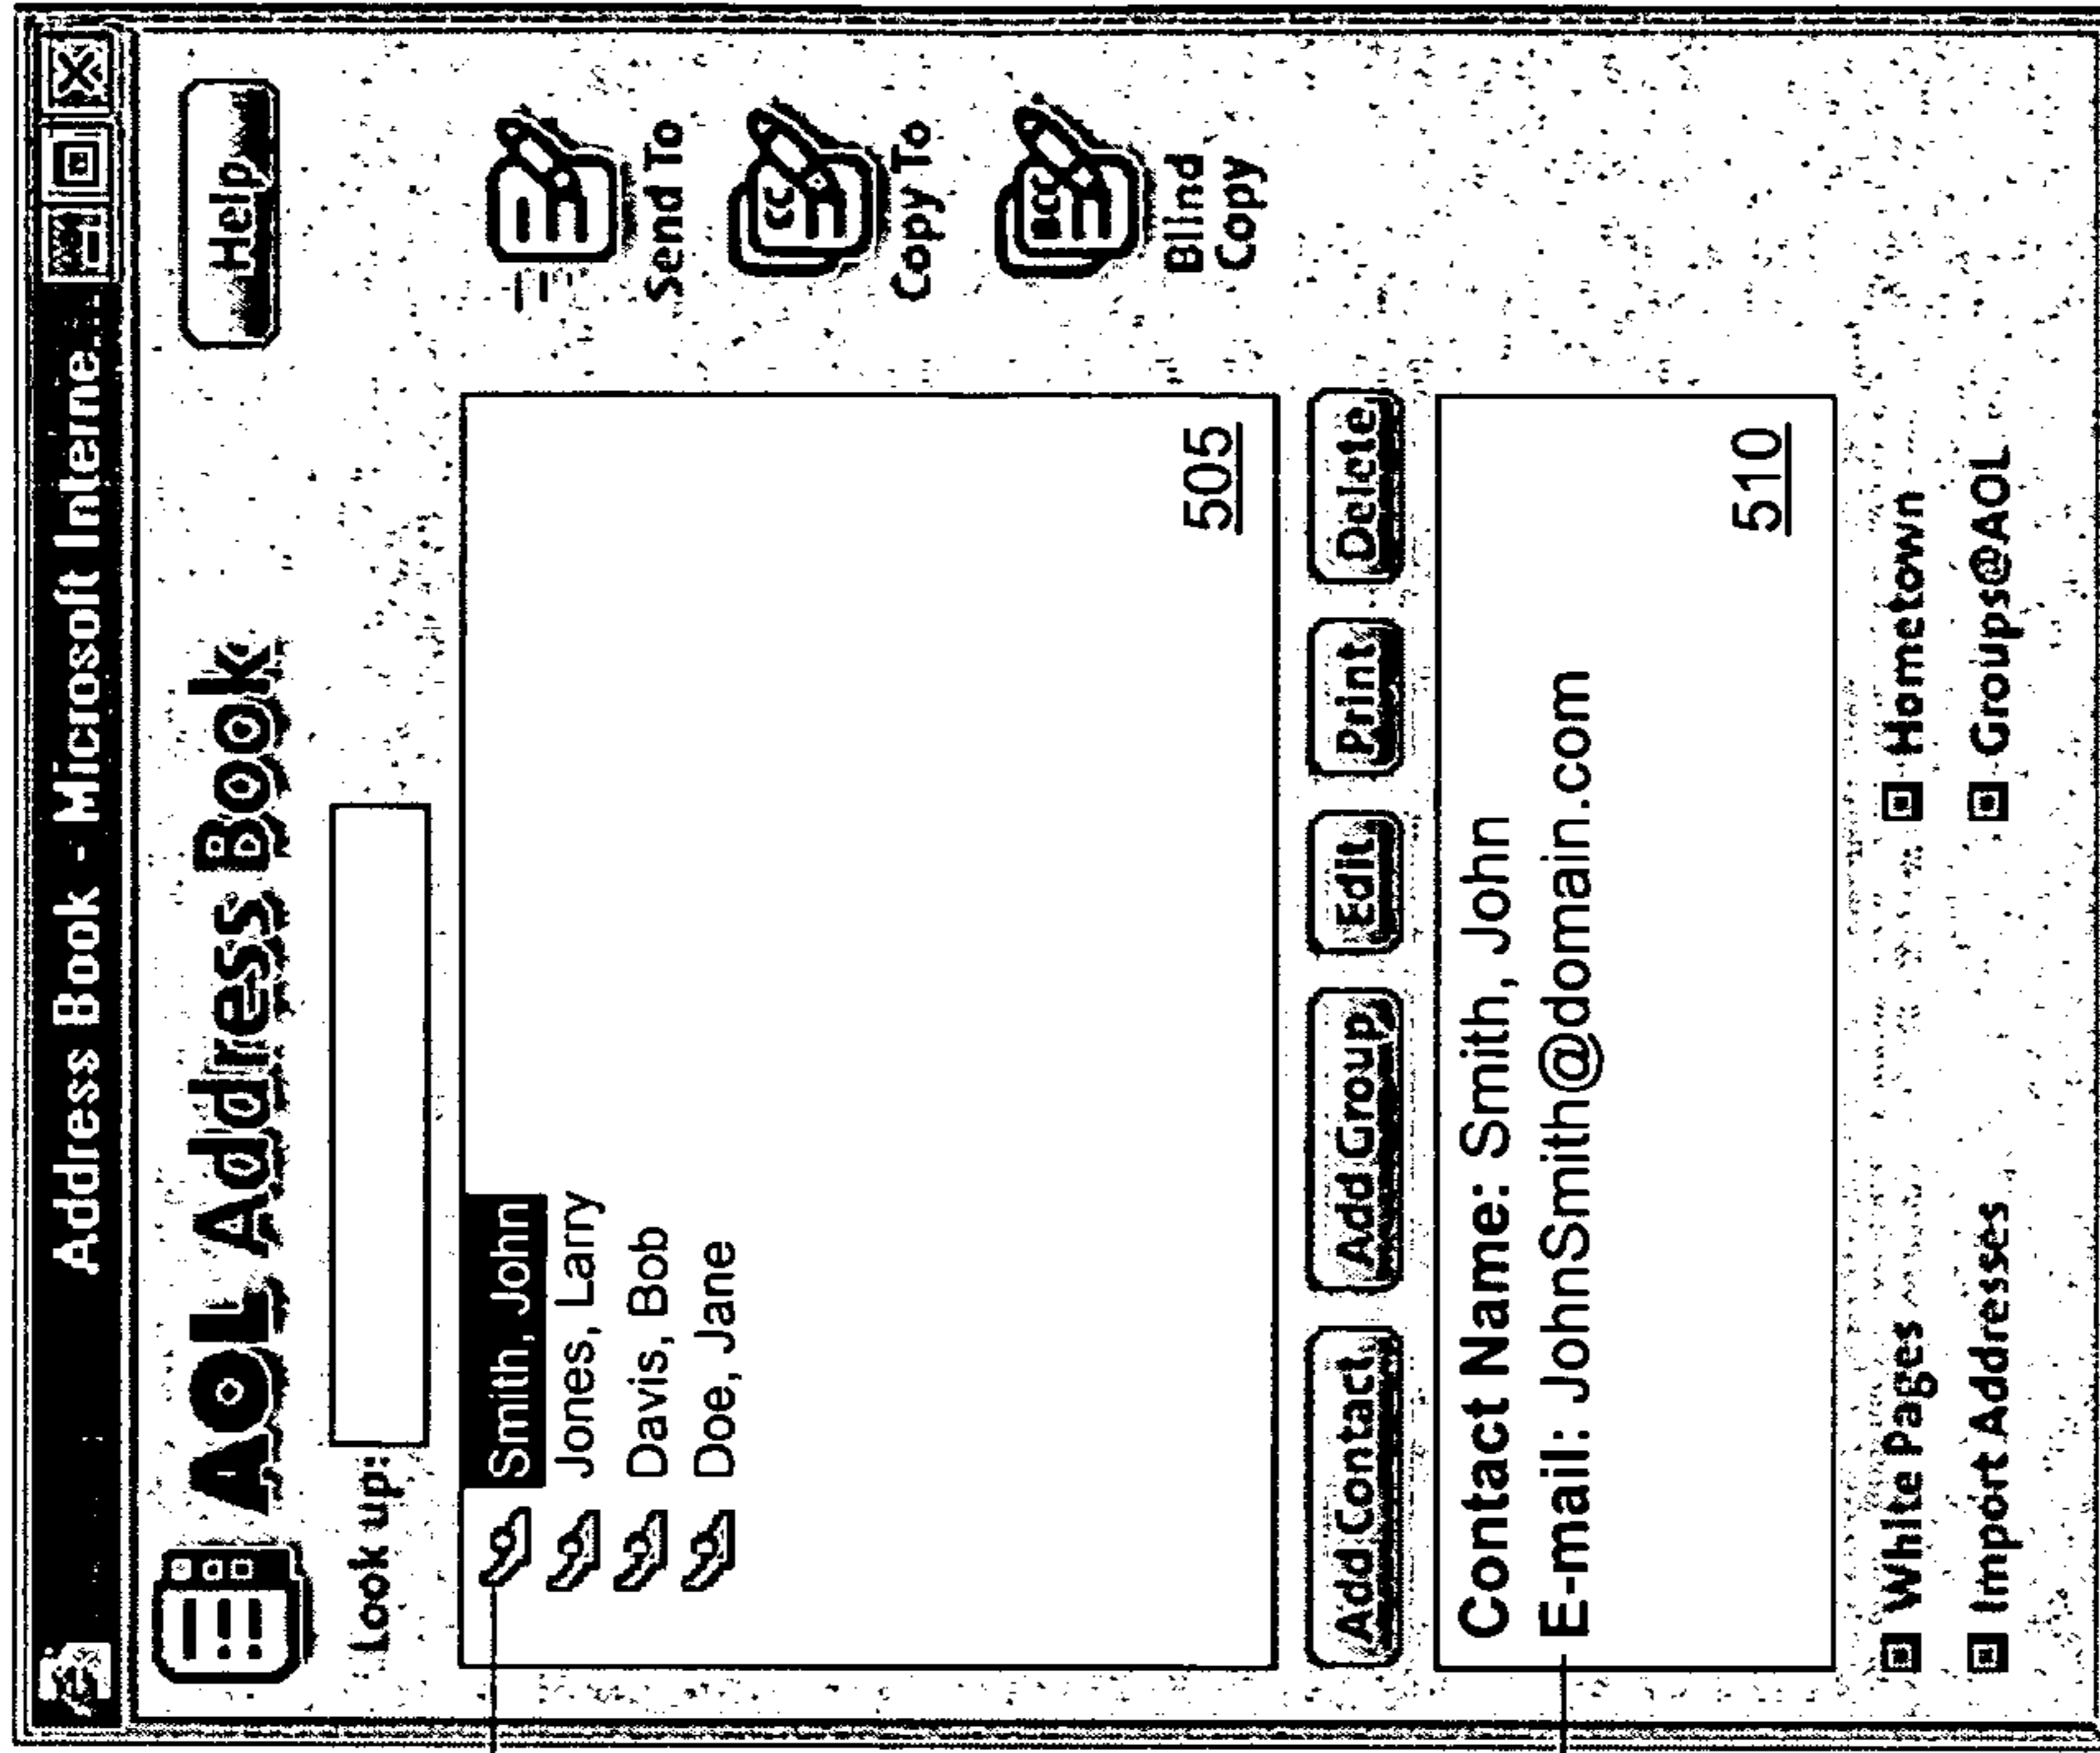 Address Book - Microsoft Interne...
AOL Address Book
Help
Look up:
Smith, John
Jones, Larry
Davis, Bob
Doe, Jane
505
Send To
CC
Copy To
BCC
Blind
Copy
Add Contact
Add Group
Edit
Print
Delete
Contact Name: Smith, John
E-mail: JohnSmith@domain.com
510
White Pages
Hometown
Import Addresses
Groups@AOL